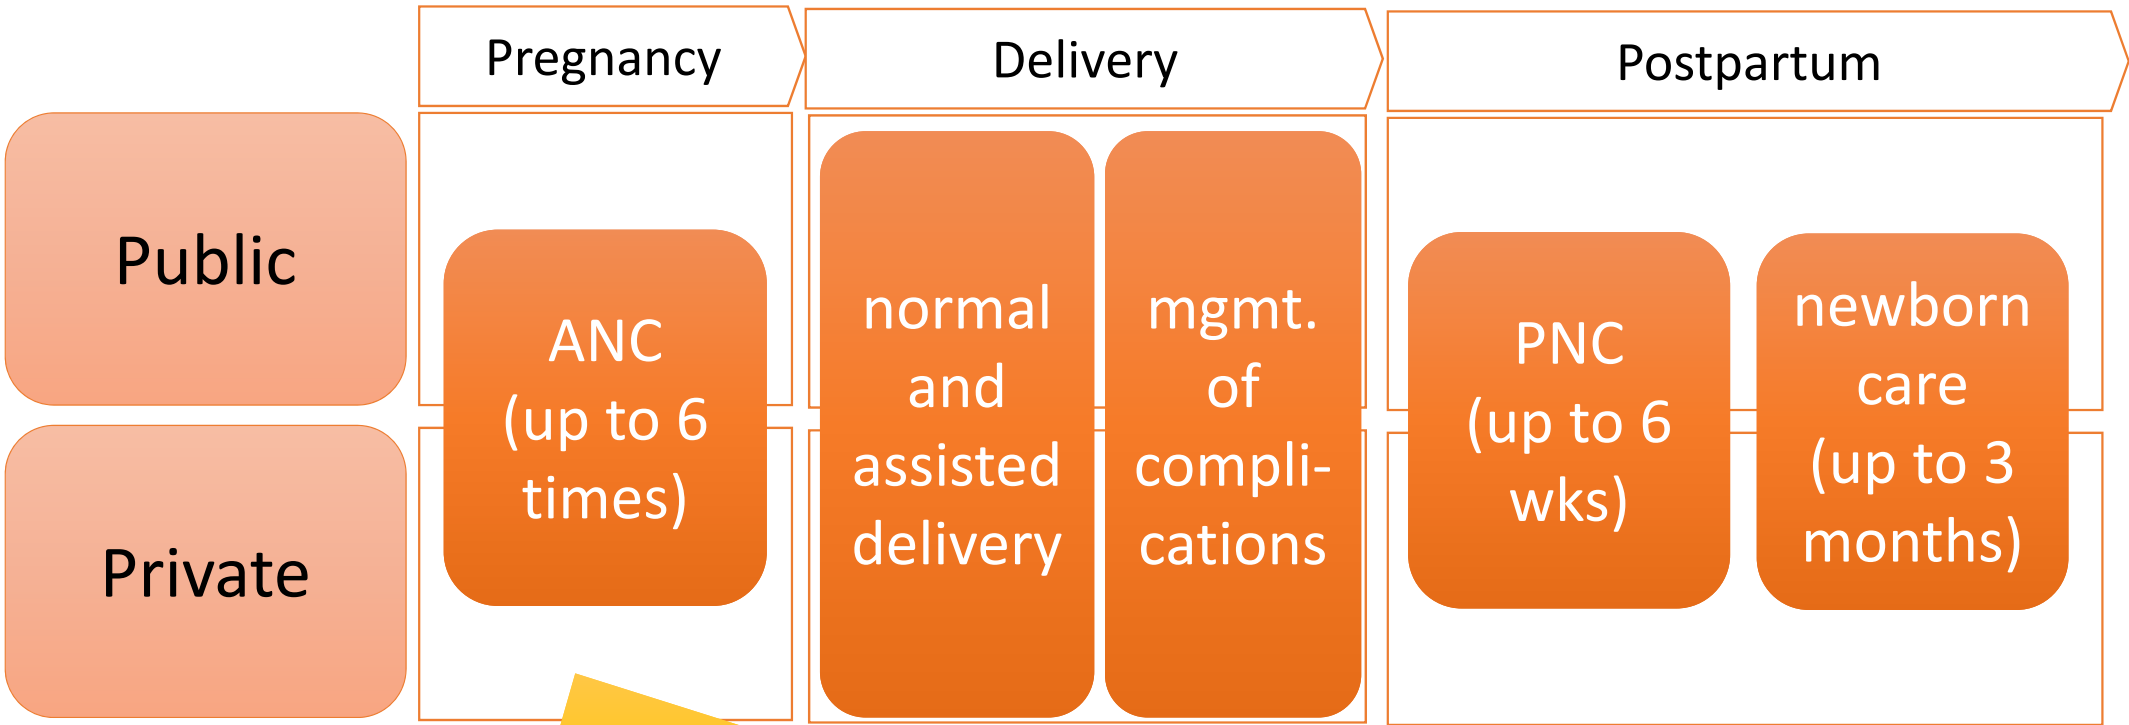 Pregnancy
Delivery
Postpartum
Public
Private
ANC
(up to 6
times)
normal
and
assisted
delivery
mgmt.
of
compli-
cations
PNC
(up to 6
wks)
newborn
care
(up to 3
months)